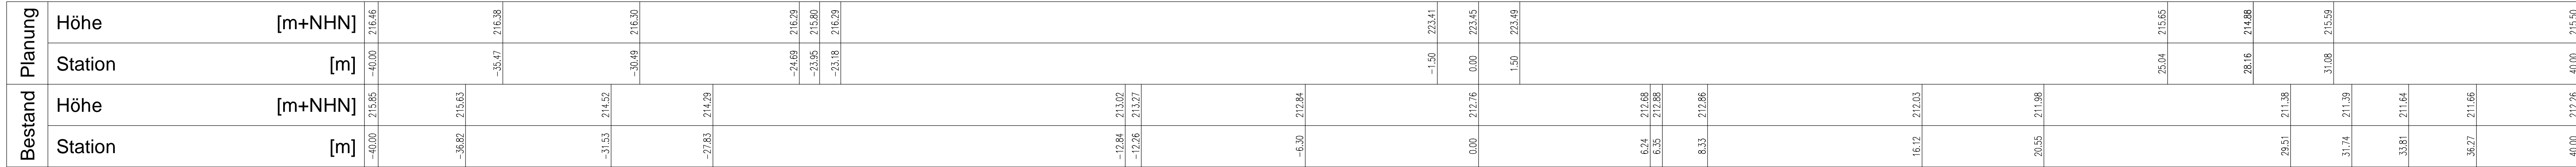 Planung
Höhe [m+NHN] 216.46 216.38 216.30 216.29 215.80 216.29 223.41 223.45 223.49 215.65 214.88 215.59 215.50
Station [m] −40.00 −35.47 −30.49 −24.69 −23.95 −23.18 −1.50 0.00 1.50 25.04 28.16 31.08 40.00
Bestand
Höhe [m+NHN] 215.85 215.63 214.52 214.29 213.02 213.27 212.84 212.76 212.68 212.88 212.86 212.03 211.98 211.38 211.39 211.64 211.66 212.26
Station [m] −40.00 −36.82 −31.53 −27.83 −12.84 −12.26 −6.30 0.00 6.24 6.35 8.33 16.12 20.55 29.51 31.74 33.81 36.27 40.00